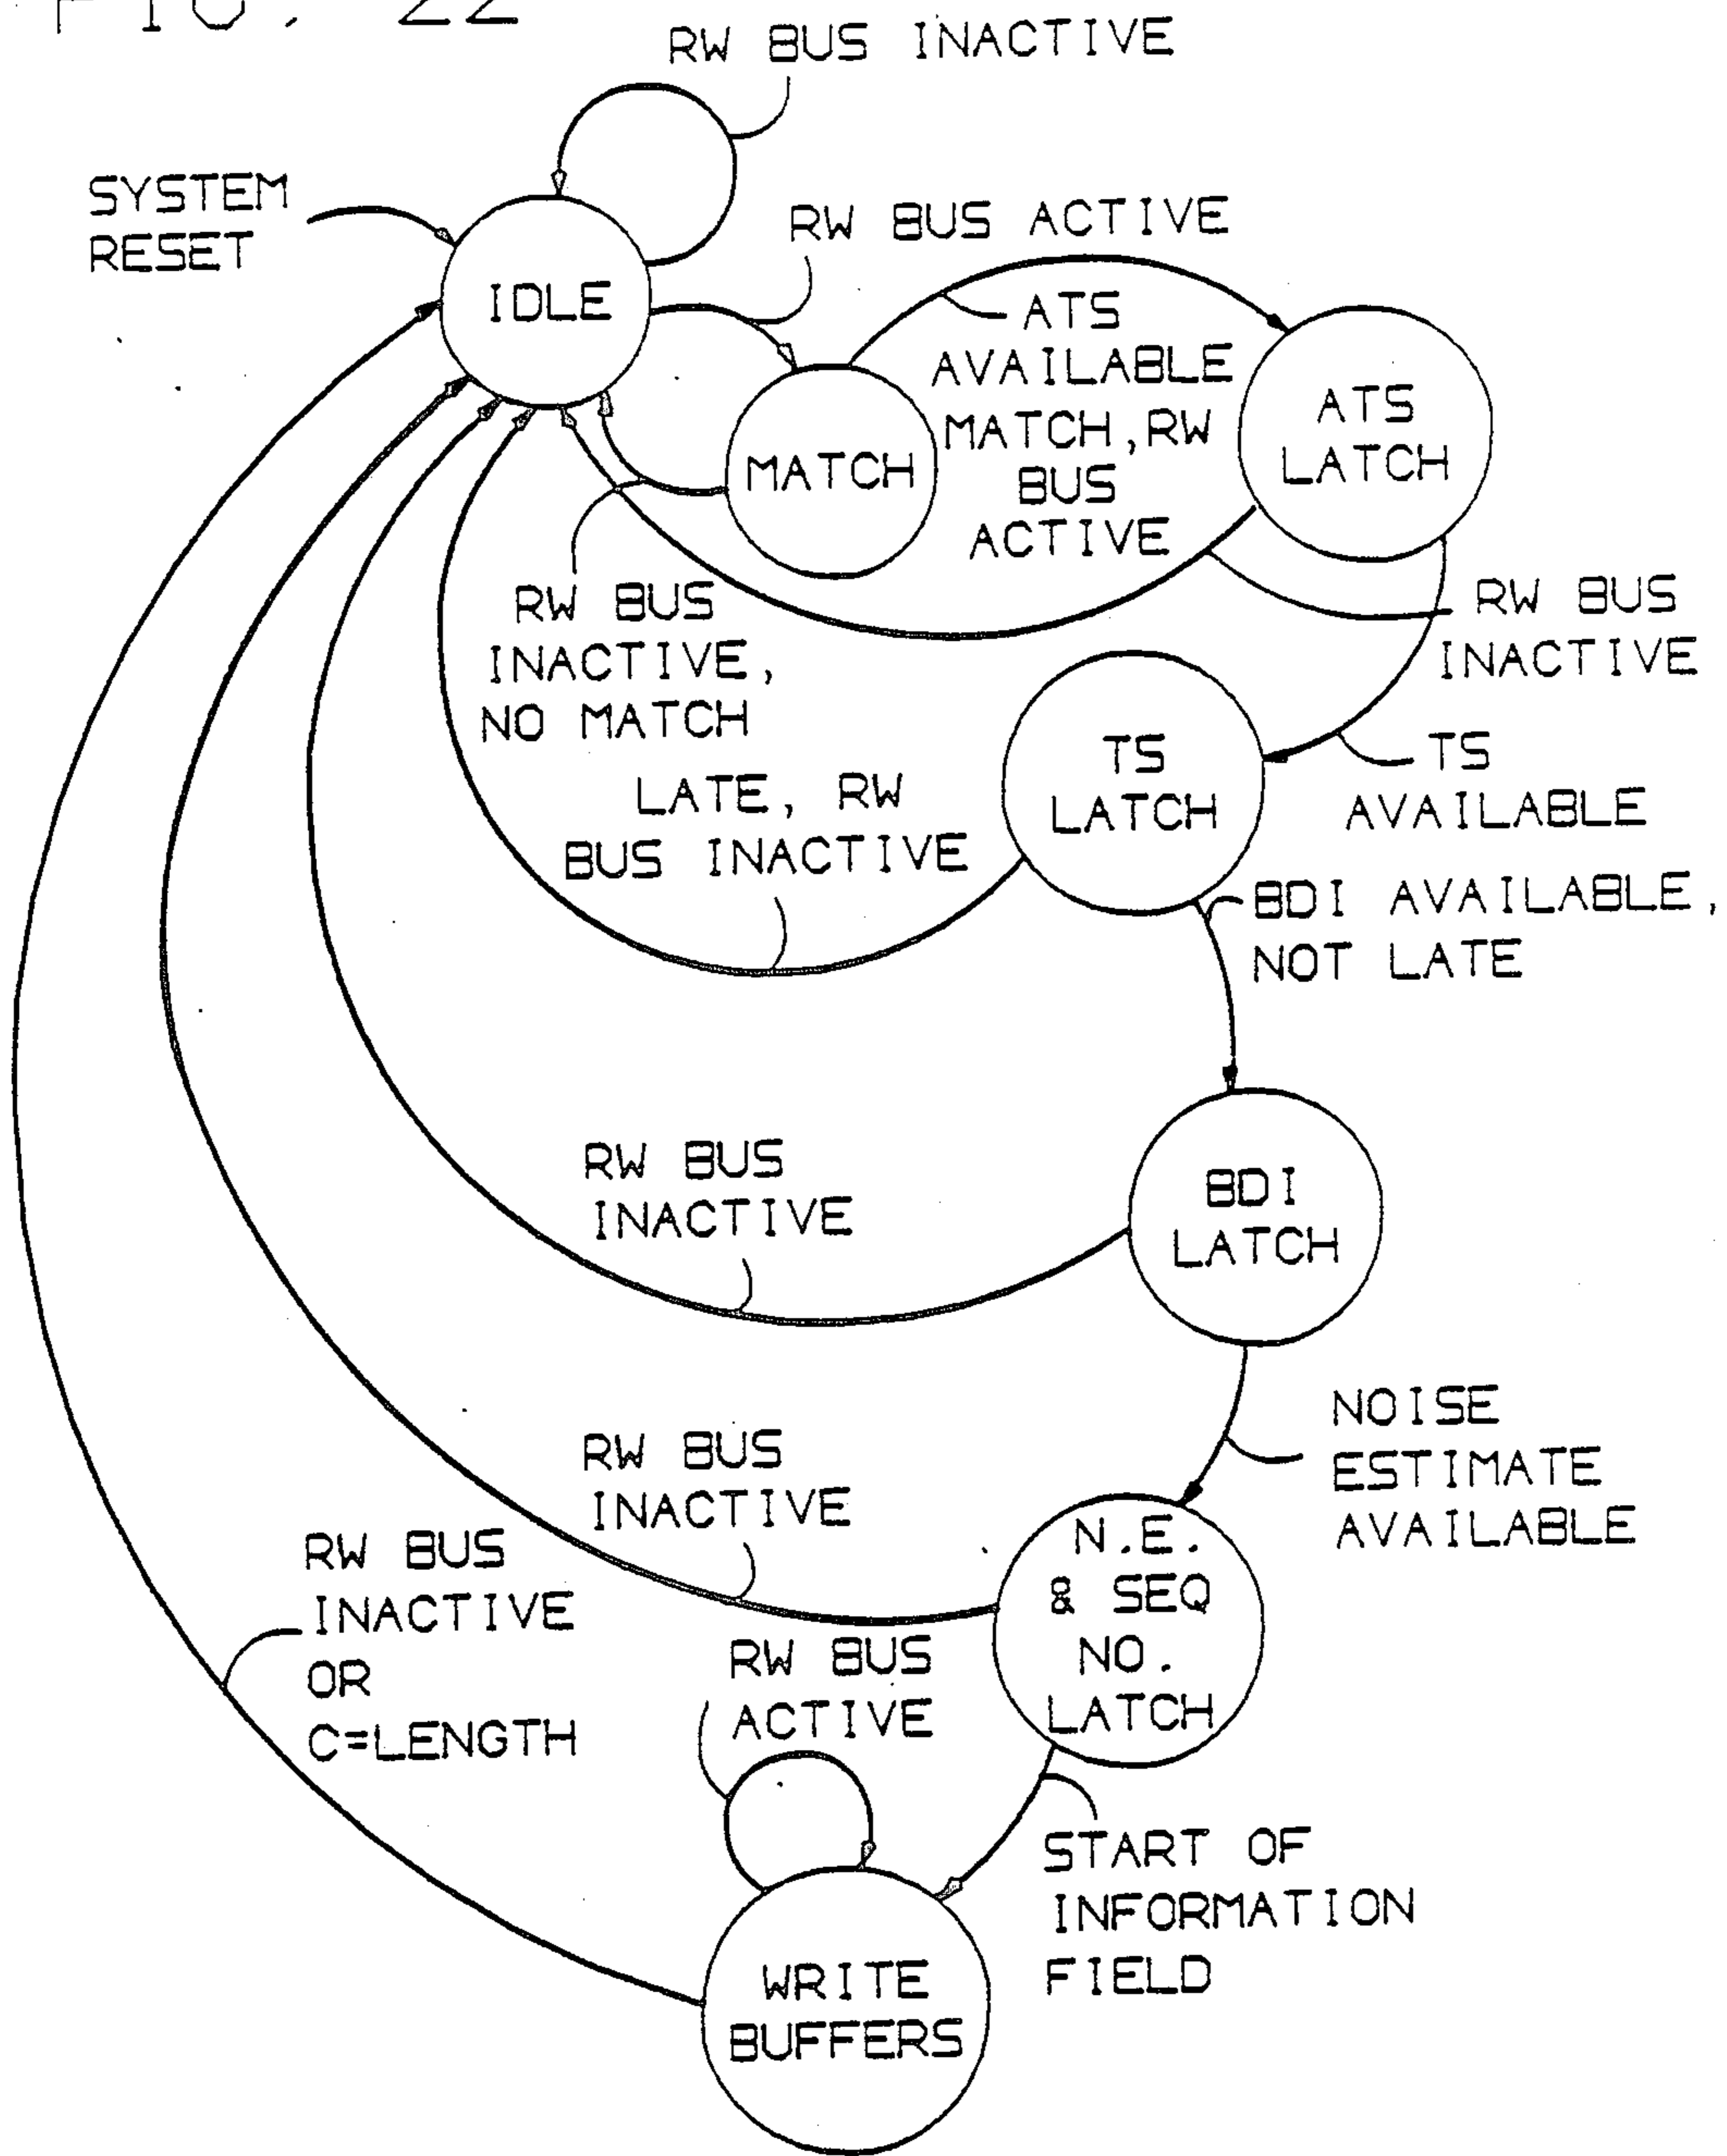 FIG. 22
RW BUS INACTIVE
SYSTEM
RESET
RW BUS ACTIVE
IDLE
ATS
AVAILABLE
MATCH, RW
BUS
ACTIVE
ATS
LATCH
MATCH
RW BUS
INACTIVE,
NO MATCH
RW BUS
INACTIVE
TS
LATCH
TS
AVAILABLE
LATE, RW
BUS INACTIVE
BDI AVAILABLE,
NOT LATE
RW BUS
INACTIVE
BDI
LATCH
NOISE
ESTIMATE
AVAILABLE
RW BUS
INACTIVE
N.E.
& SEQ
NO.
LATCH
RW BUS
INACTIVE
OR
C=LENGTH
RW BUS
ACTIVE
START OF
INFORMATION
FIELD
WRITE
BUFFERS